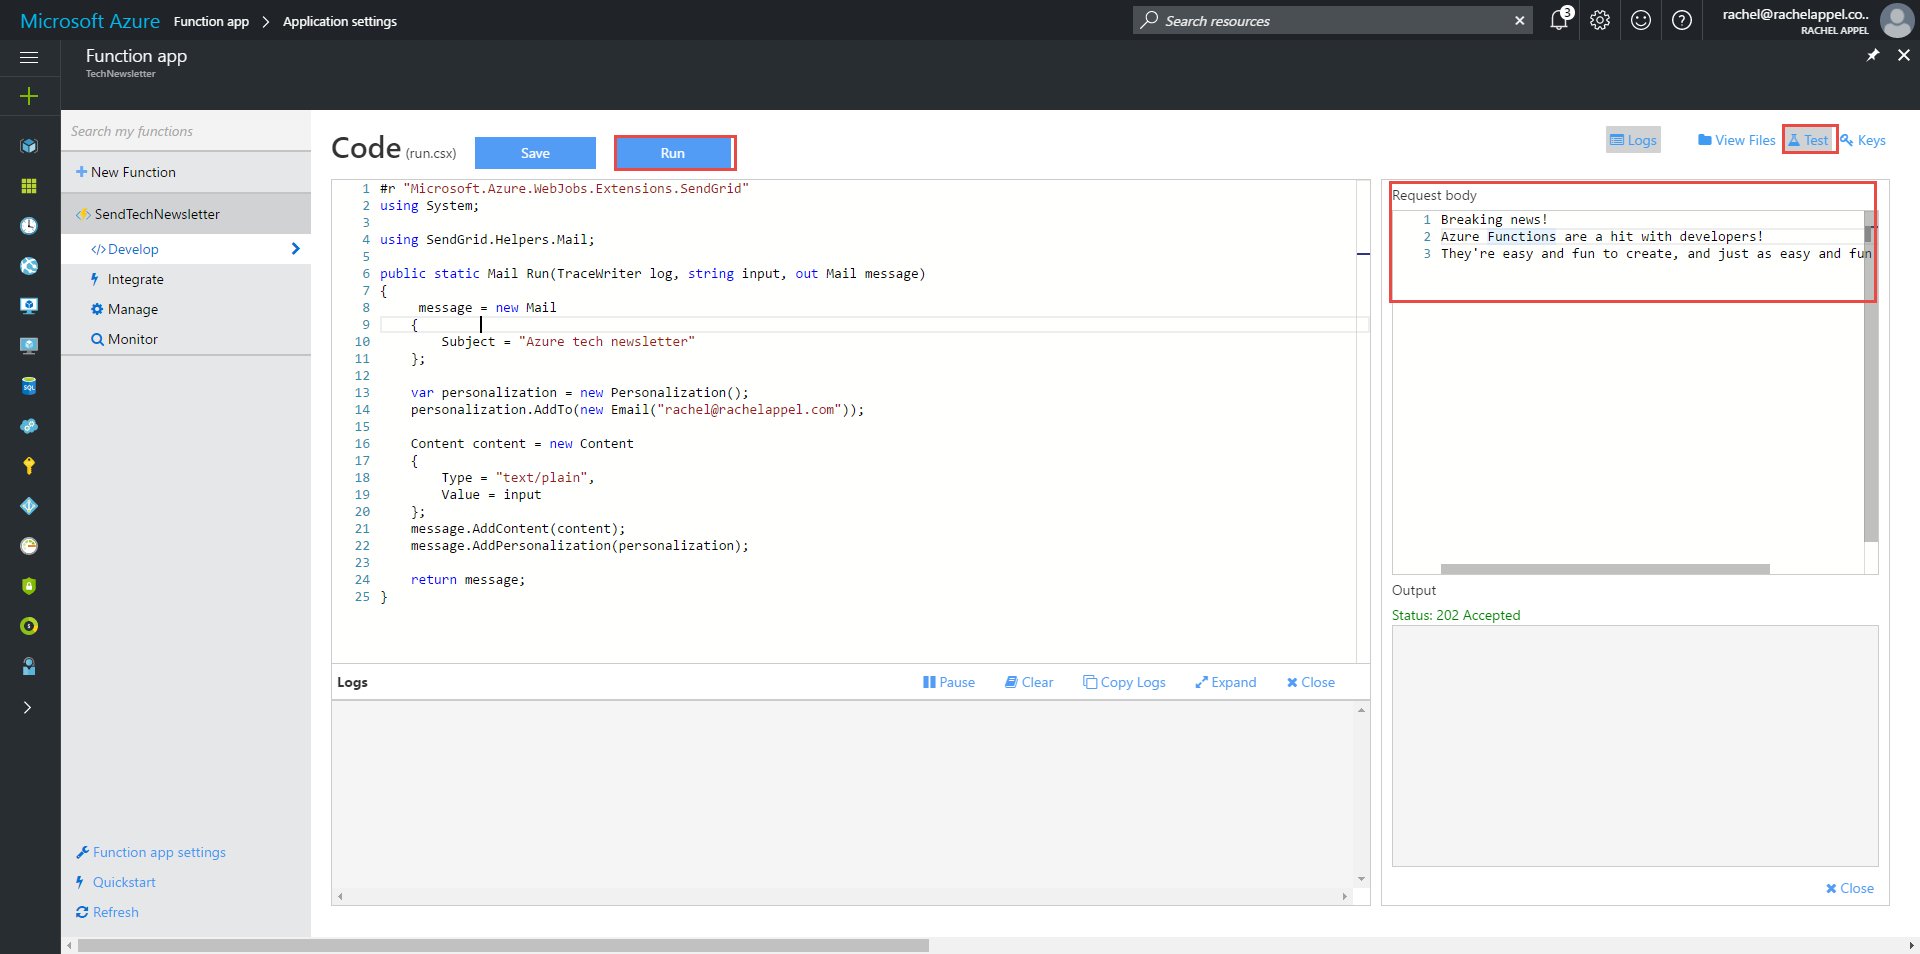 Microsoft Azure Function app > Application settings
Search resources
3
rachel@rachelappel.co..
RACHEL APPEL
Function app
TechNewsletter
Search my functions
New Function
SendTechNewsletter
</> Develop
Integrate
Manage
Monitor
Function app settings
Quickstart
Refresh
Code (run.csx)
Save
Run
Logs
View Files
Test
Keys
1 #r "Microsoft.Azure.WebJobs.Extensions.SendGrid"
2 using System;
3
4 using SendGrid.Helpers.Mail;
5
6 public static Mail Run(TraceWriter log, string input, out Mail message)
7 {
8 message = new Mail
9 {
10 Subject = "Azure tech newsletter"
11 };
12
13 var personalization = new Personalization();
14 personalization.AddTo(new Email("rachel@rachelappel.com"));
15
16 Content content = new Content
17 {
18 Type = "text/plain",
19 Value = input
20 };
21 message.AddContent(content);
22 message.AddPersonalization(personalization);
23
24 return message;
25 }
Logs
Pause
Clear
Copy Logs
Expand
Close
Request body
1 Breaking news!
2 Azure Functions are a hit with developers!
3 They're easy and fun to create, and just as easy and fun
Output
Status: 202 Accepted
Close